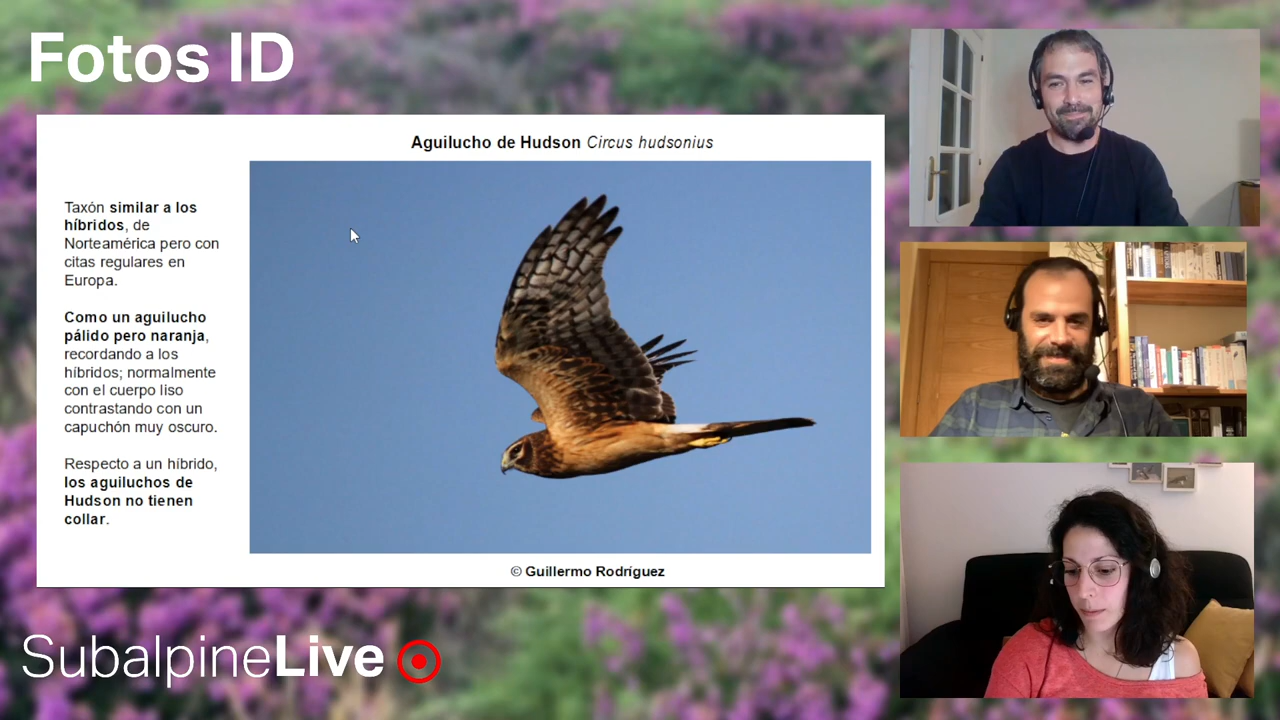 Fotos ID
Aguilucho de Hudson Circus hudsonius
Taxón similar a los
híbridos, de
Norteamérica pero con
citas regulares en
Europa.
Como un aguilucho
pálido pero naranja,
recordando a los
híbridos; normalmente
con el cuerpo liso
contrastando con un
capuchón muy oscuro.
Respecto a un híbrido,
los aguiluchos de
Hudson no tienen
collar.
© Guillermo Rodríguez
SubalpineLive